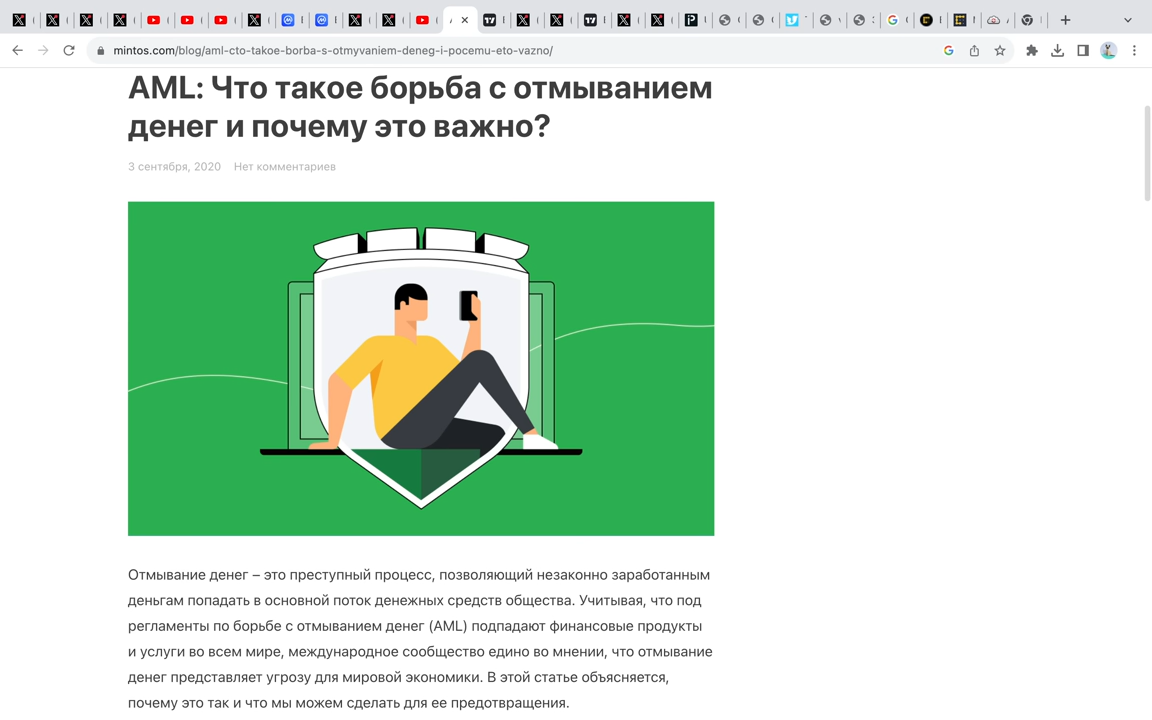 mintos.com/blog/aml-cto-takoe-borba-s-otmyvaniem-deneg-i-pocemu-eto-vazno/
AML: Что такое борьба с отмыванием
денег и почему это важно?
3 сентября, 2020 Нет комментариев
Отмывание денег – это преступный процесс, позволяющий незаконно заработанным
деньгам попадать в основной поток денежных средств общества. Учитывая, что под
регламенты по борьбе с отмыванием денег (AML) подпадают финансовые продукты
и услуги во всем мире, международное сообщество едино во мнении, что отмывание
денег представляет угрозу для мировой экономики. В этой статье объясняется,
почему это так и что мы можем сделать для ее предотвращения.